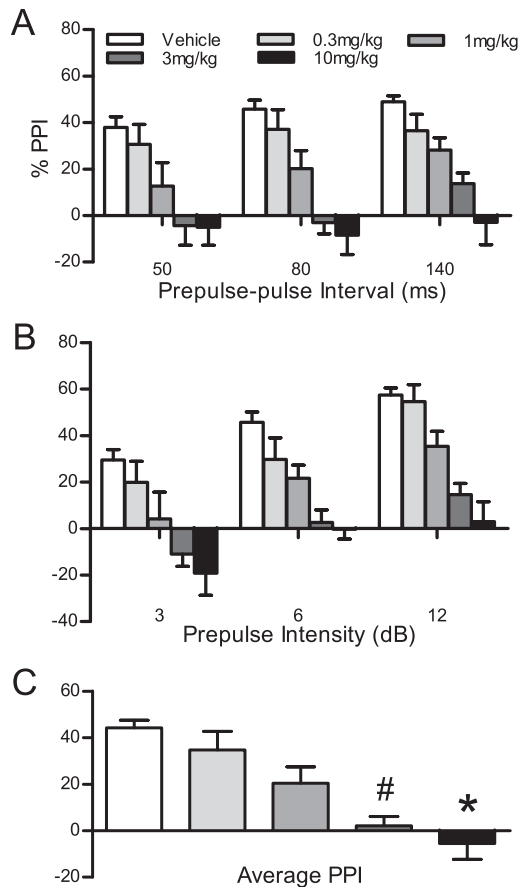 A
80
Vehicle 0.3mg/kg 1mg/kg
3mg/kg 10mg/kg
60
40
% PPI
20
0
-20
50 80 140
Prepulse-pulse Interval (ms)
B
80
60
40
20
0
-20
-40
3 6 12
Prepulse Intensity (dB)
C
60
40
20
# *
0
-20
Average PPI